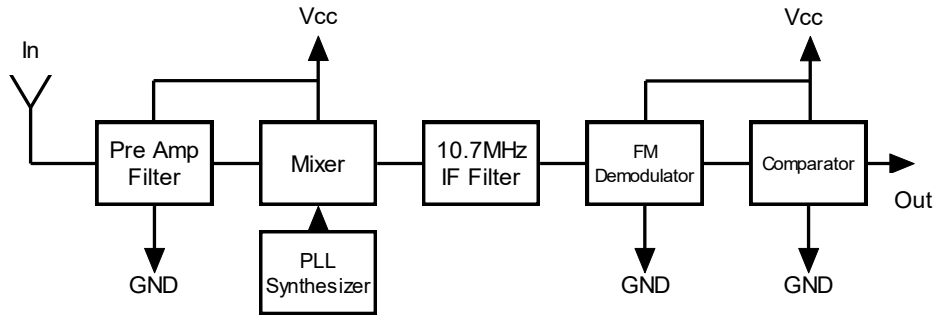 Vcc
Vcc
In
Pre Amp
Filter
Mixer
10.7MHz
IF Filter
FM
Demodulator
Comparator
Out
PLL
Synthesizer
GND
GND
GND